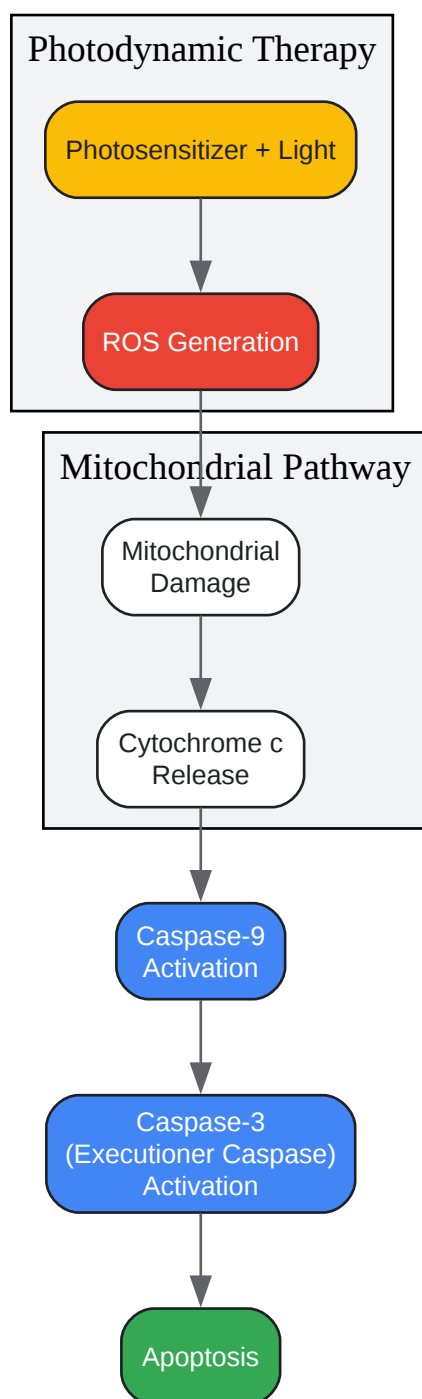 Photodynamic Therapy
Photosensitizer + Light
ROS Generation
Mitochondrial Pathway
Mitochondrial
Damage
Cytochrome c
Release
Caspase-9
Activation
Caspase-3
(Executioner Caspase)
Activation
Apoptosis